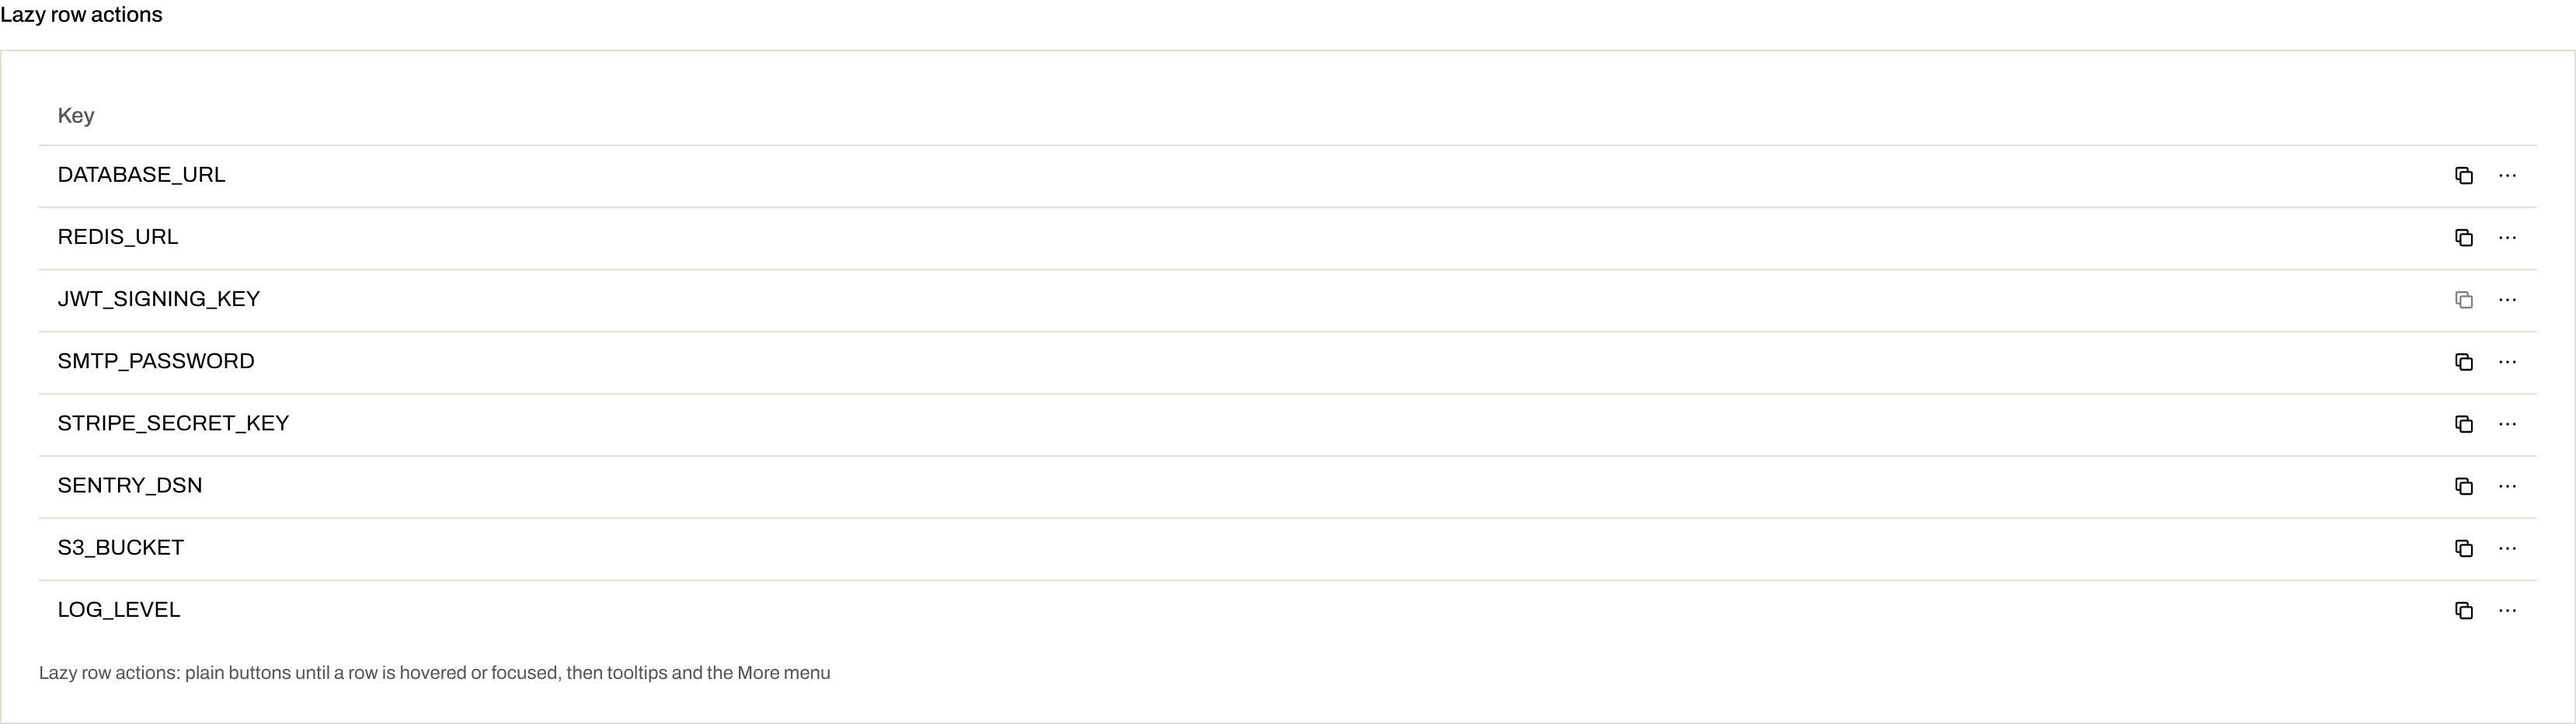 Lazy row actions
Key
DATABASE_URL
REDIS_URL
JWT_SIGNING_KEY
SMTP_PASSWORD
STRIPE_SECRET_KEY
SENTRY_DSN
S3_BUCKET
LOG_LEVEL
Lazy row actions: plain buttons until a row is hovered or focused, then tooltips and the More menu